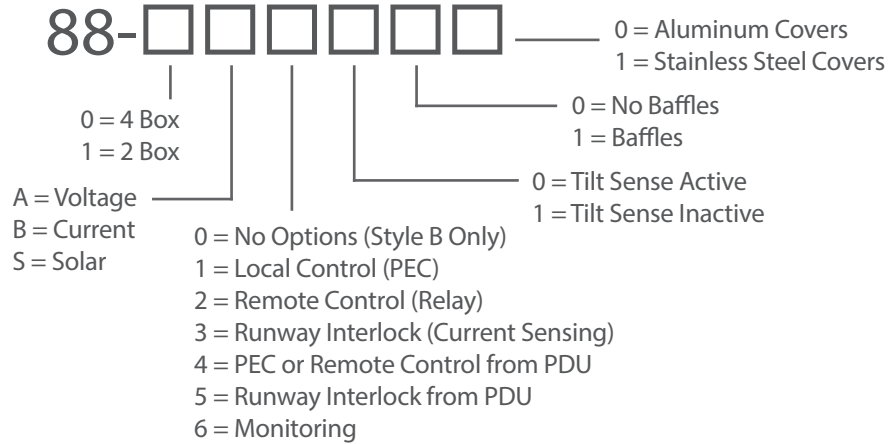 88-
0 = Aluminum Covers
1 = Stainless Steel Covers
0 = No Baffles
1 = Baffles
0 = 4 Box
1 = 2 Box
0 = Tilt Sense Active
1 = Tilt Sense Inactive
A = Voltage
B = Current
S = Solar
0 = No Options (Style B Only)
1 = Local Control (PEC)
2 = Remote Control (Relay)
3 = Runway Interlock (Current Sensing)
4 = PEC or Remote Control from PDU
5 = Runway Interlock from PDU
6 = Monitoring